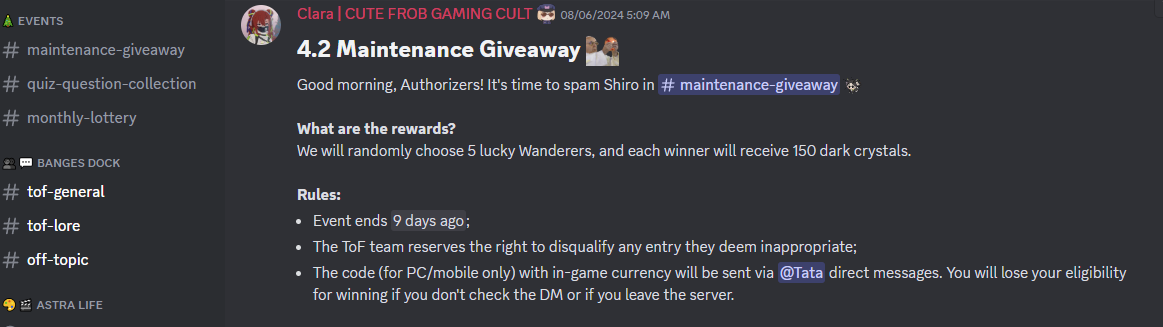 EVENTS
# maintenance-giveaway
# quiz-question-collection
# monthly-lottery
BANGES DOCK
# tof-general
# tof-lore
# off-topic
ASTRA LIFE
Clara | CUTE FROB GAMING CULT 08/06/2024 5:09 AM
4.2 Maintenance Giveaway
Good morning, Authorizers! It's time to spam Shiro in # maintenance-giveaway
What are the rewards?
We will randomly choose 5 lucky Wanderers, and each winner will receive 150 dark crystals.
Rules:
• Event ends 9 days ago;
• The ToF team reserves the right to disqualify any entry they deem inappropriate;
• The code (for PC/mobile only) with in-game currency will be sent via @Tata direct messages. You will lose your eligibility
for winning if you don't check the DM or if you leave the server.